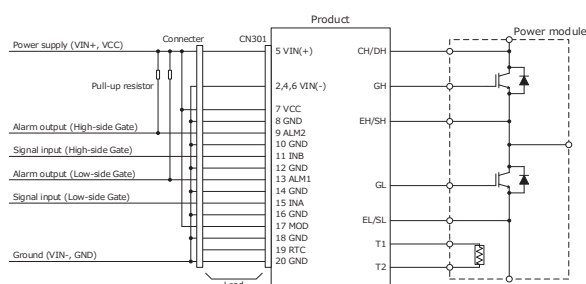 Product
Power module
Connecter
CN301
Power supply (VIN+, VCC)
5 VIN(+)
CH/DH
Pull-up resistor
2,4,6 VIN(-)
GH
7 VCC
8 GND
EH/SH
Alarm output (High-side Gate)
9 ALM2
10 GND
Signal input (High-side Gate)
11 INB
12 GND
Alarm output (Low-side Gate)
13 ALM1
GL
14 GND
Signal input (Low-side Gate)
15 INA
16 GND
EL/SL
17 MOD
18 GND
T1
19 RTC
Ground (VIN-, GND)
20 GND
T2